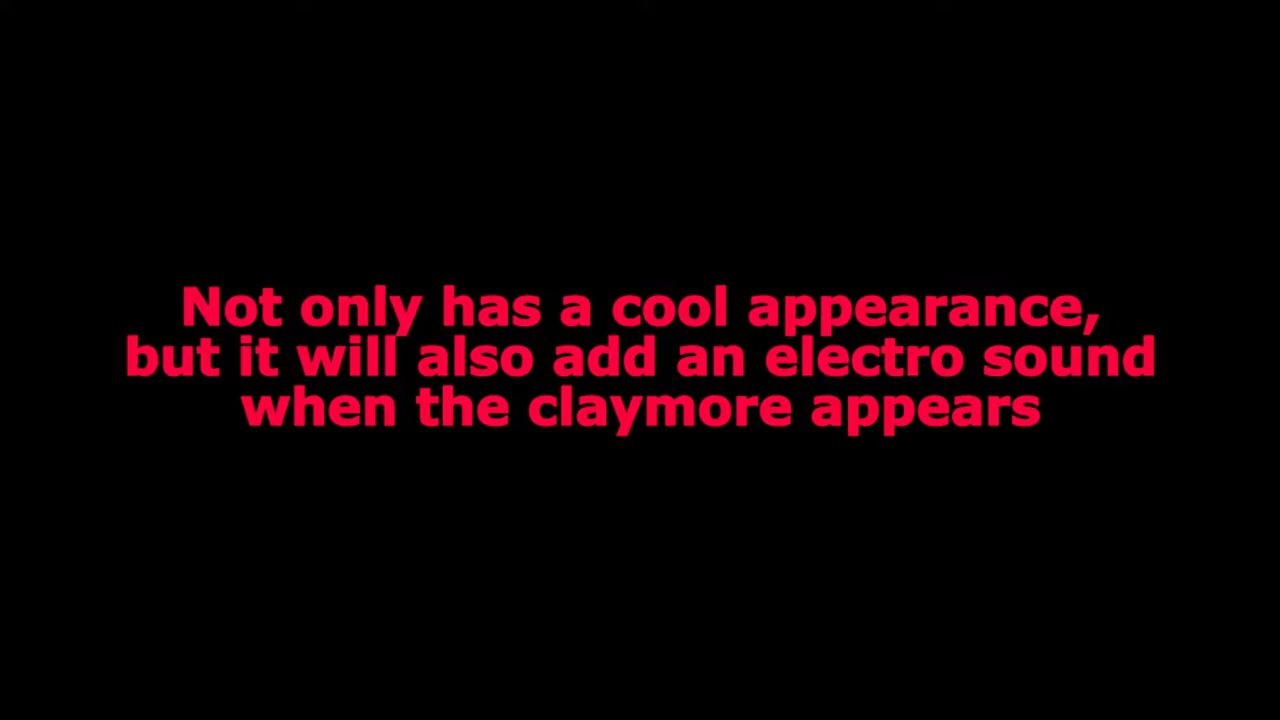 Not only has a cool appearance,
but it will also add an electro sound
when the claymore appears